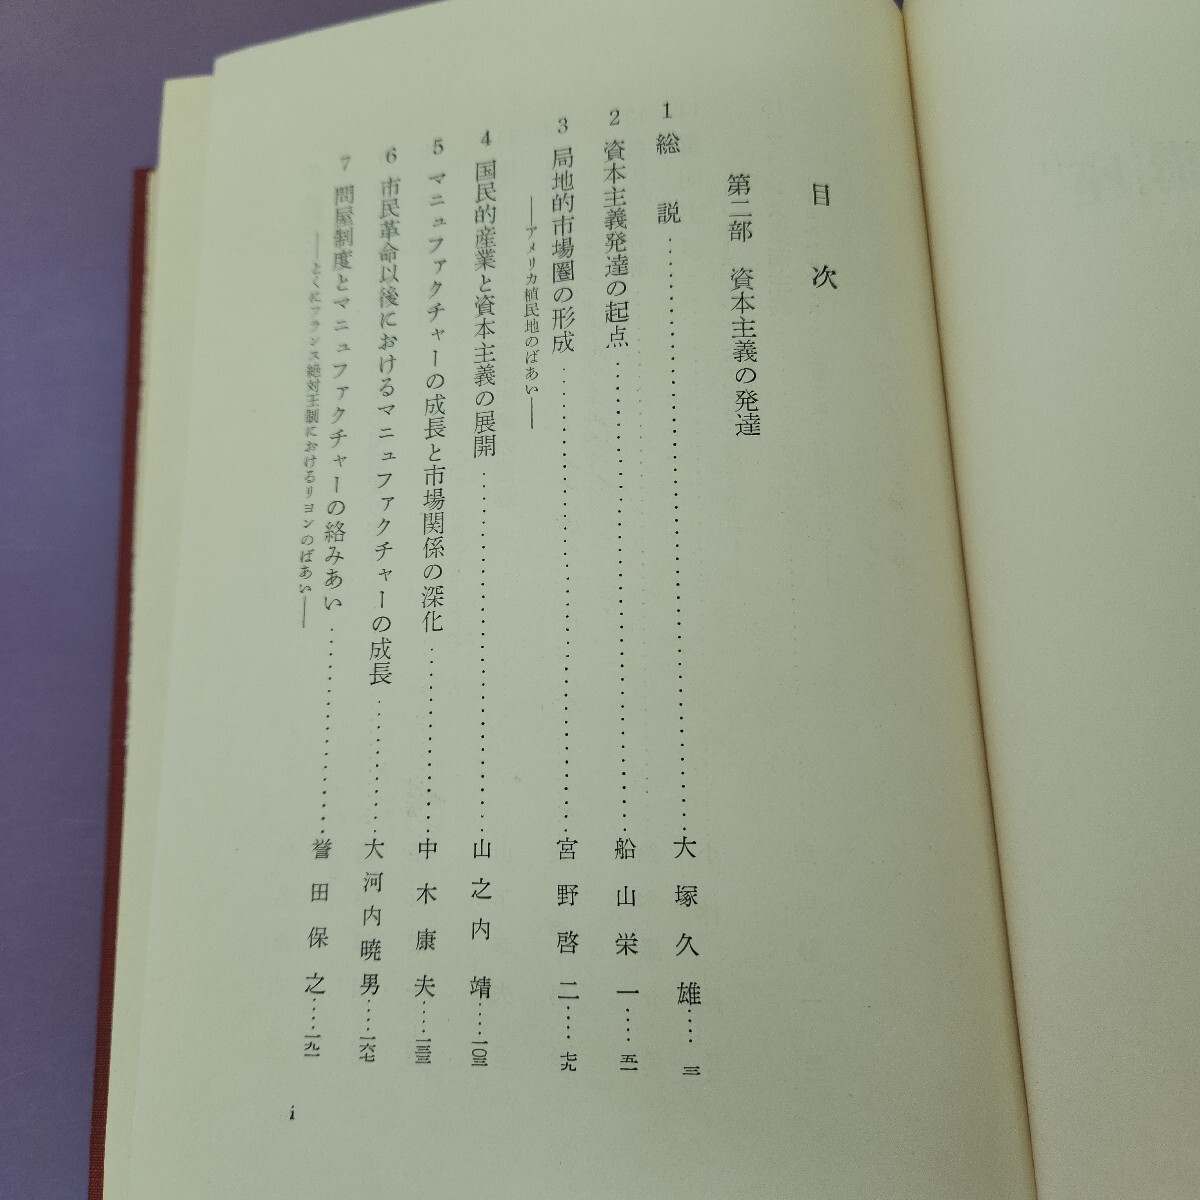 目次
第二部 資本主義の発達
1 総説……大塚久雄……三
2 資本主義発達の起点……船山栄一……五一
3 局地的市場圏の形成……宮野啓二……七九
――アメリカ植民地のばあい――
4 国民的産業と資本主義の展開……山之内靖……一〇三
5 マニュファクチャーの成長と市場関係の深化……中木康夫……一三三
6 市民革命以後におけるマニュファクチャーの成長……大河内暁男……一六七
7 問屋制度とマニュファクチャーの絡みあい……誉田保之……一九一
――とくにフランス絶対王制におけるリヨンのばあい――
i